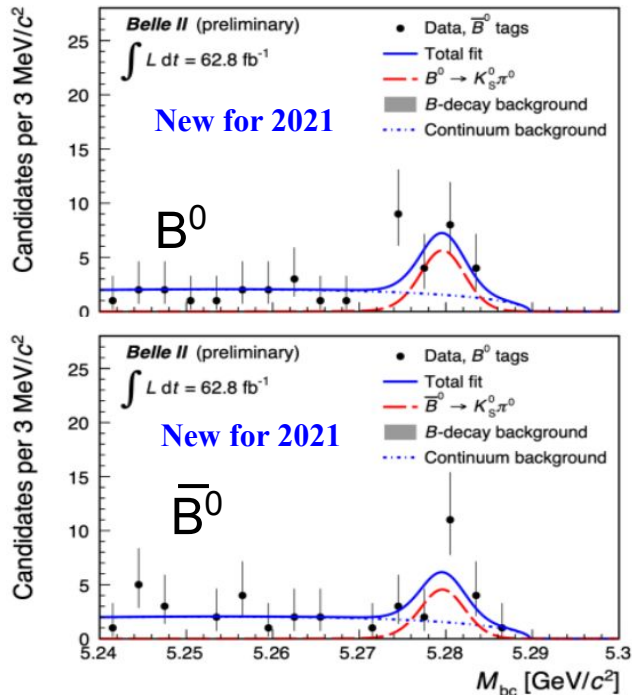 Belle II (preliminary)
∫ L dt = 62.8 fb⁻¹
New for 2021
B⁰
Data, B̅⁰ tags
Total fit
B⁰ → K⁰_S π⁰
B-decay background
Continuum background
Candidates per 3 MeV/c²
25
20
15
10
5
0
Belle II (preliminary)
∫ L dt = 62.8 fb⁻¹
New for 2021
B̅⁰
Data, B⁰ tags
Total fit
B̅⁰ → K⁰_S π⁰
B-decay background
Continuum background
Candidates per 3 MeV/c²
25
20
15
10
5
0
5.24 5.25 5.26 5.27 5.28 5.29 5.3
M_bc [GeV/c²]